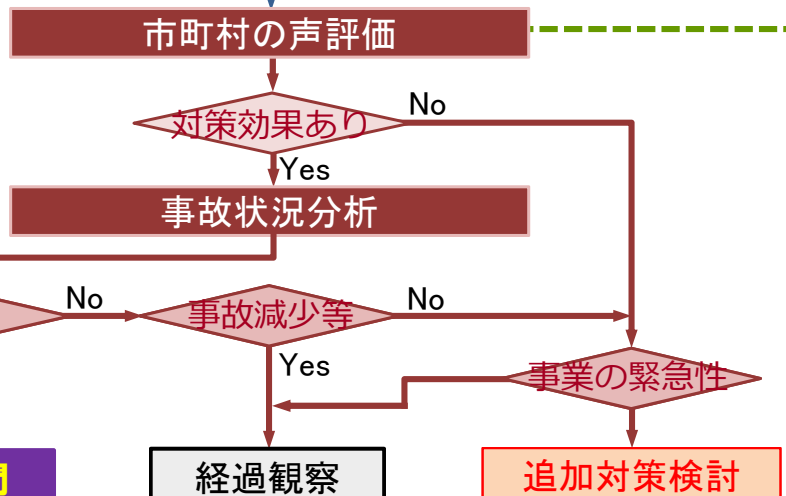 市町村の声評価
対策効果あり
No
Yes
事故状況分析
No
事故減少等
No
Yes
事業の緊急性
経過観察
追加対策検討